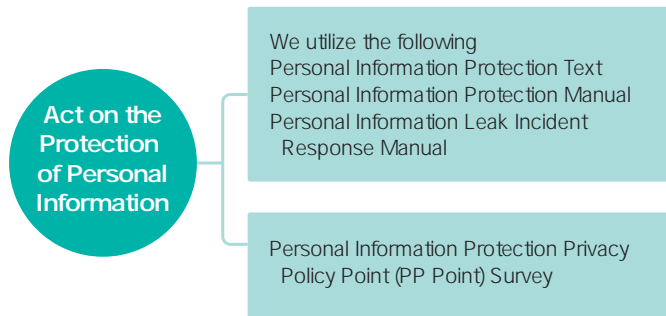 Act on the
Protection
of Personal
Information
We utilize the following
Personal Information Protection Text
Personal Information Protection Manual
Personal Information Leak Incident
Response Manual
Personal Information Protection Privacy
Policy Point (PP Point) Survey